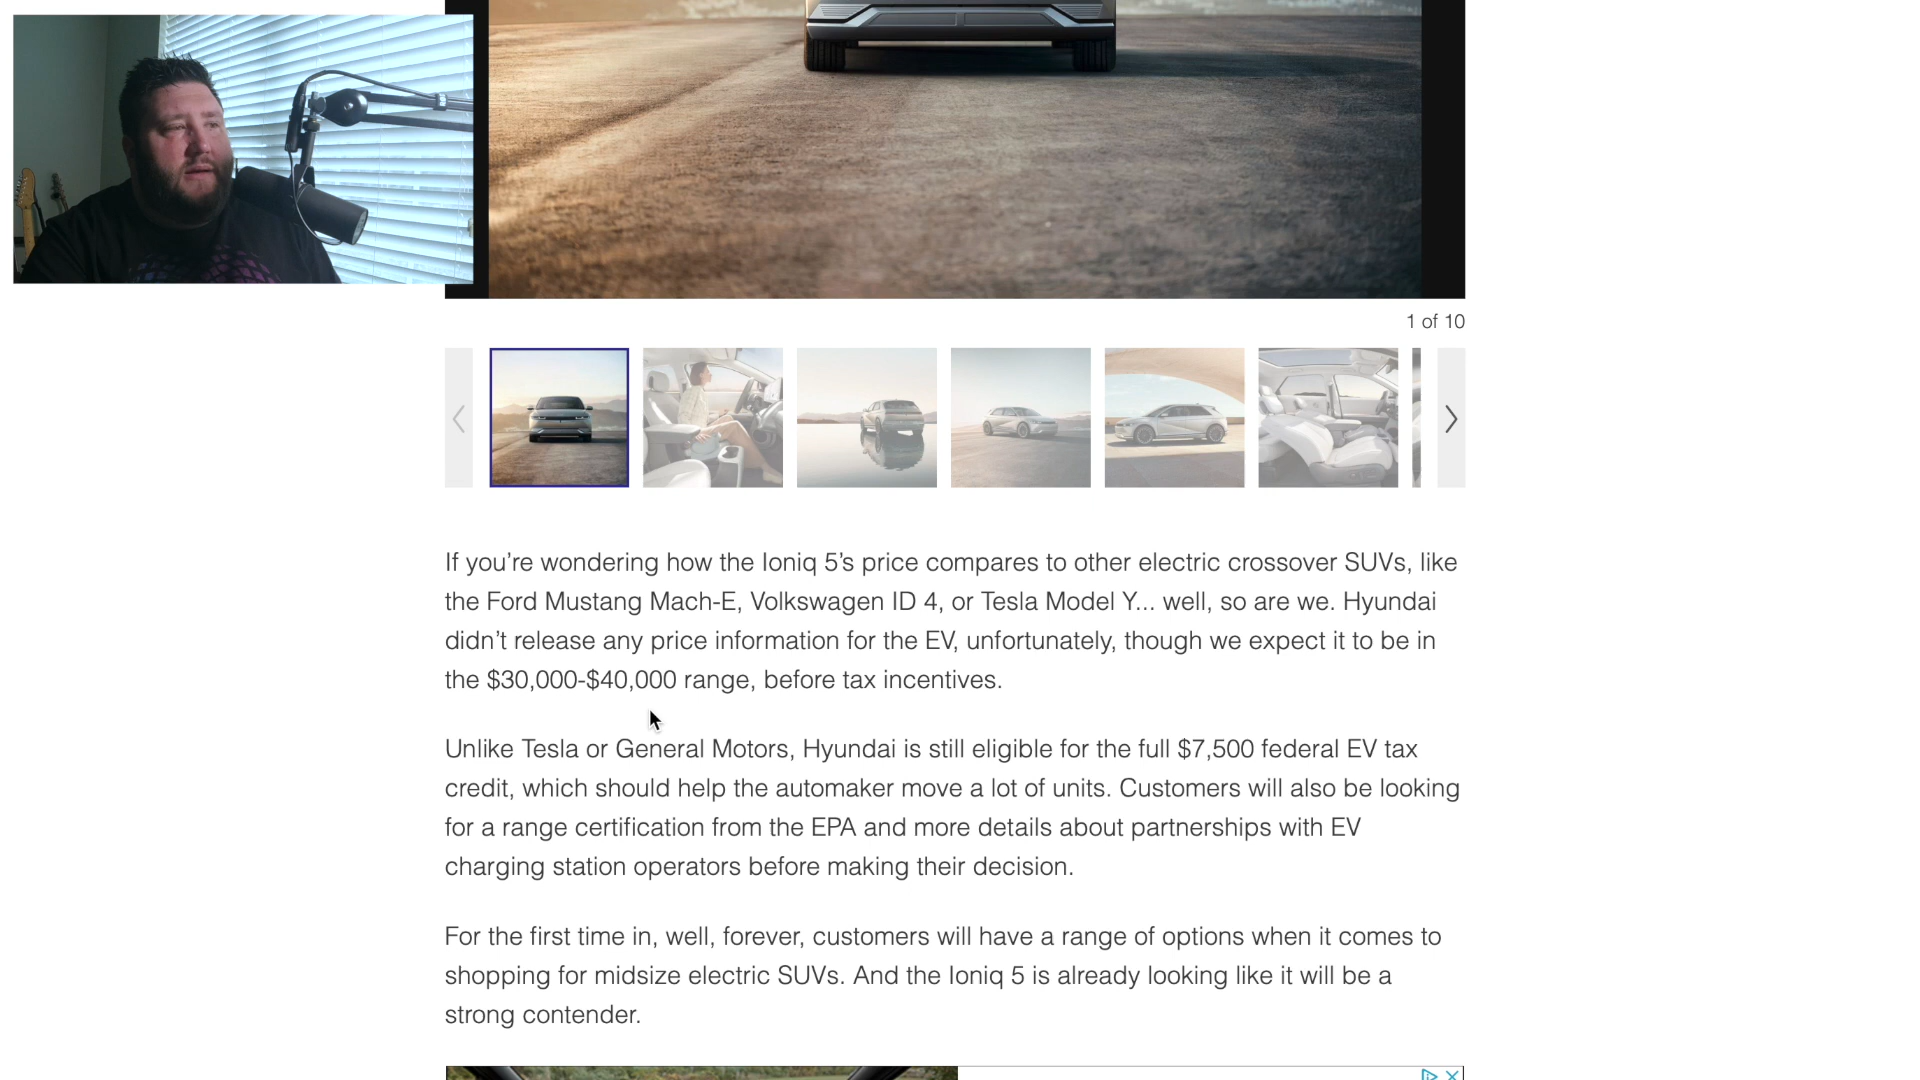 1 of 10
If you’re wondering how the Ioniq 5’s price compares to other electric crossover SUVs, like
the Ford Mustang Mach-E, Volkswagen ID 4, or Tesla Model Y... well, so are we. Hyundai
didn’t release any price information for the EV, unfortunately, though we expect it to be in
the $30,000-$40,000 range, before tax incentives.
Unlike Tesla or General Motors, Hyundai is still eligible for the full $7,500 federal EV tax
credit, which should help the automaker move a lot of units. Customers will also be looking
for a range certification from the EPA and more details about partnerships with EV
charging station operators before making their decision.
For the first time in, well, forever, customers will have a range of options when it comes to
shopping for midsize electric SUVs. And the Ioniq 5 is already looking like it will be a
strong contender.